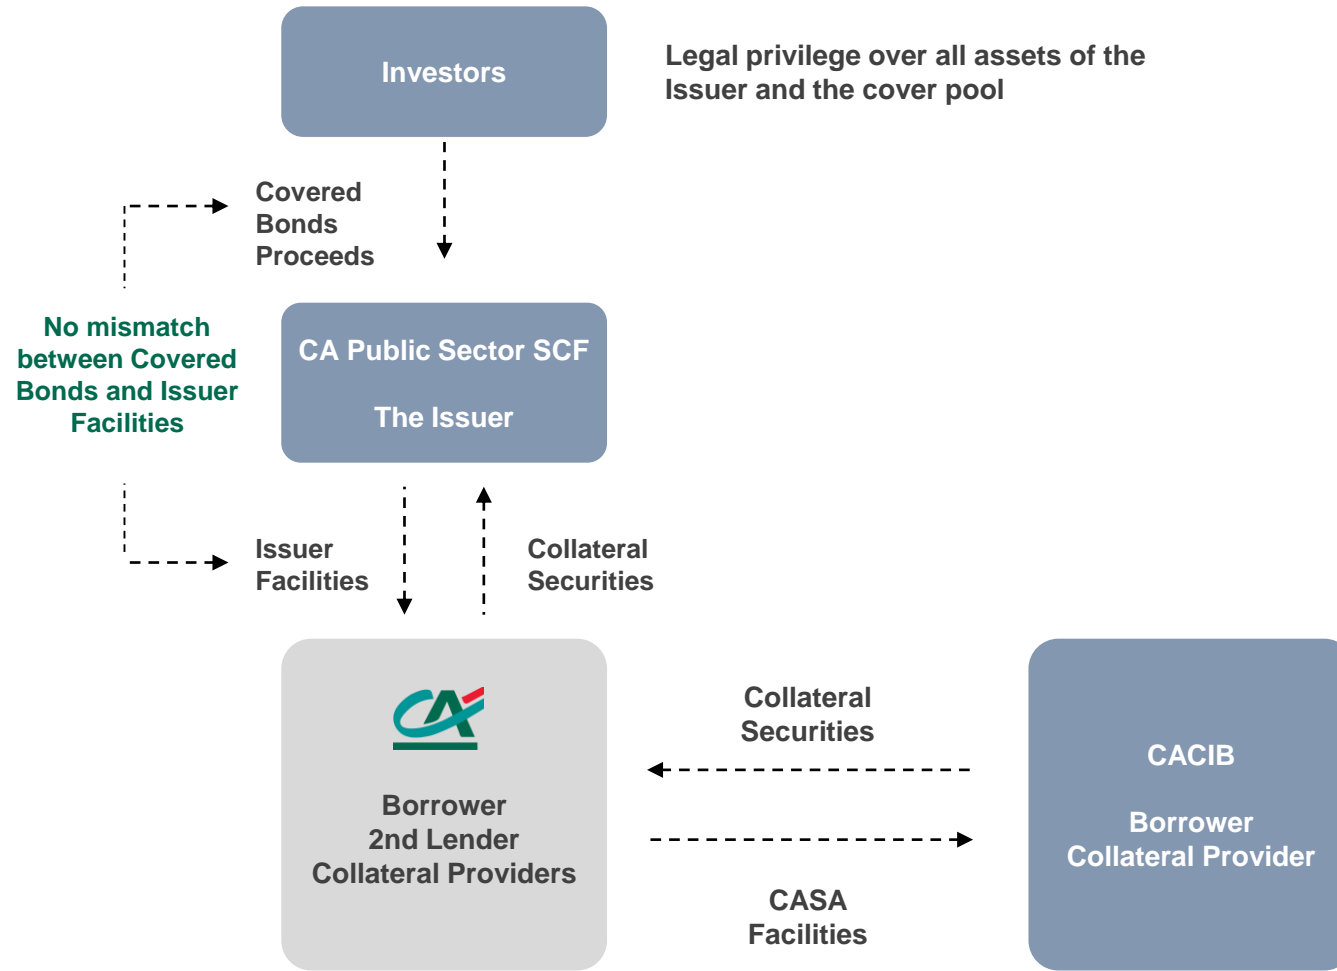 Investors
Legal privilege over all assets of the
Issuer and the cover pool
Covered
Bonds
Proceeds
No mismatch
between Covered
Bonds and Issuer
Facilities
CA Public Sector SCF
The Issuer
Issuer
Facilities
Collateral
Securities
CA
Borrower
2nd Lender
Collateral Providers
Collateral
Securities
CASA
Facilities
CACIB
Borrower
Collateral Provider